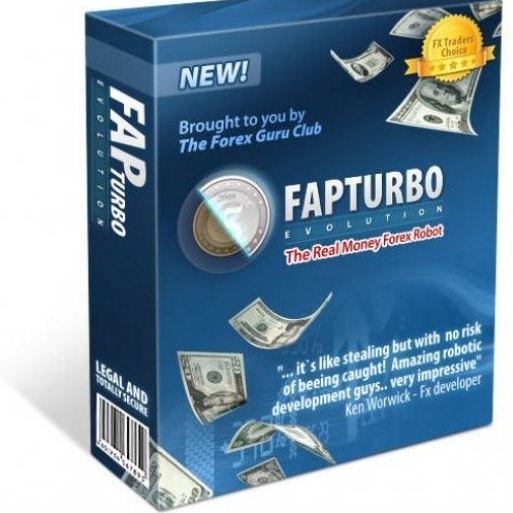 NEW!
Brought to you by
The Forex Guru Club
FX Traders
Choice
FAPTURBO
EVOLUTION
The Real Money Forex Robot
"... it`s like stealing but with no risk
of beeing caught! Amazing robotic
development guys.. very impressive"
Ken Worwick - Fx developer
FAPTURBO
EVOLUTION
LEGAL AND
TOTALLY SECURE
2009